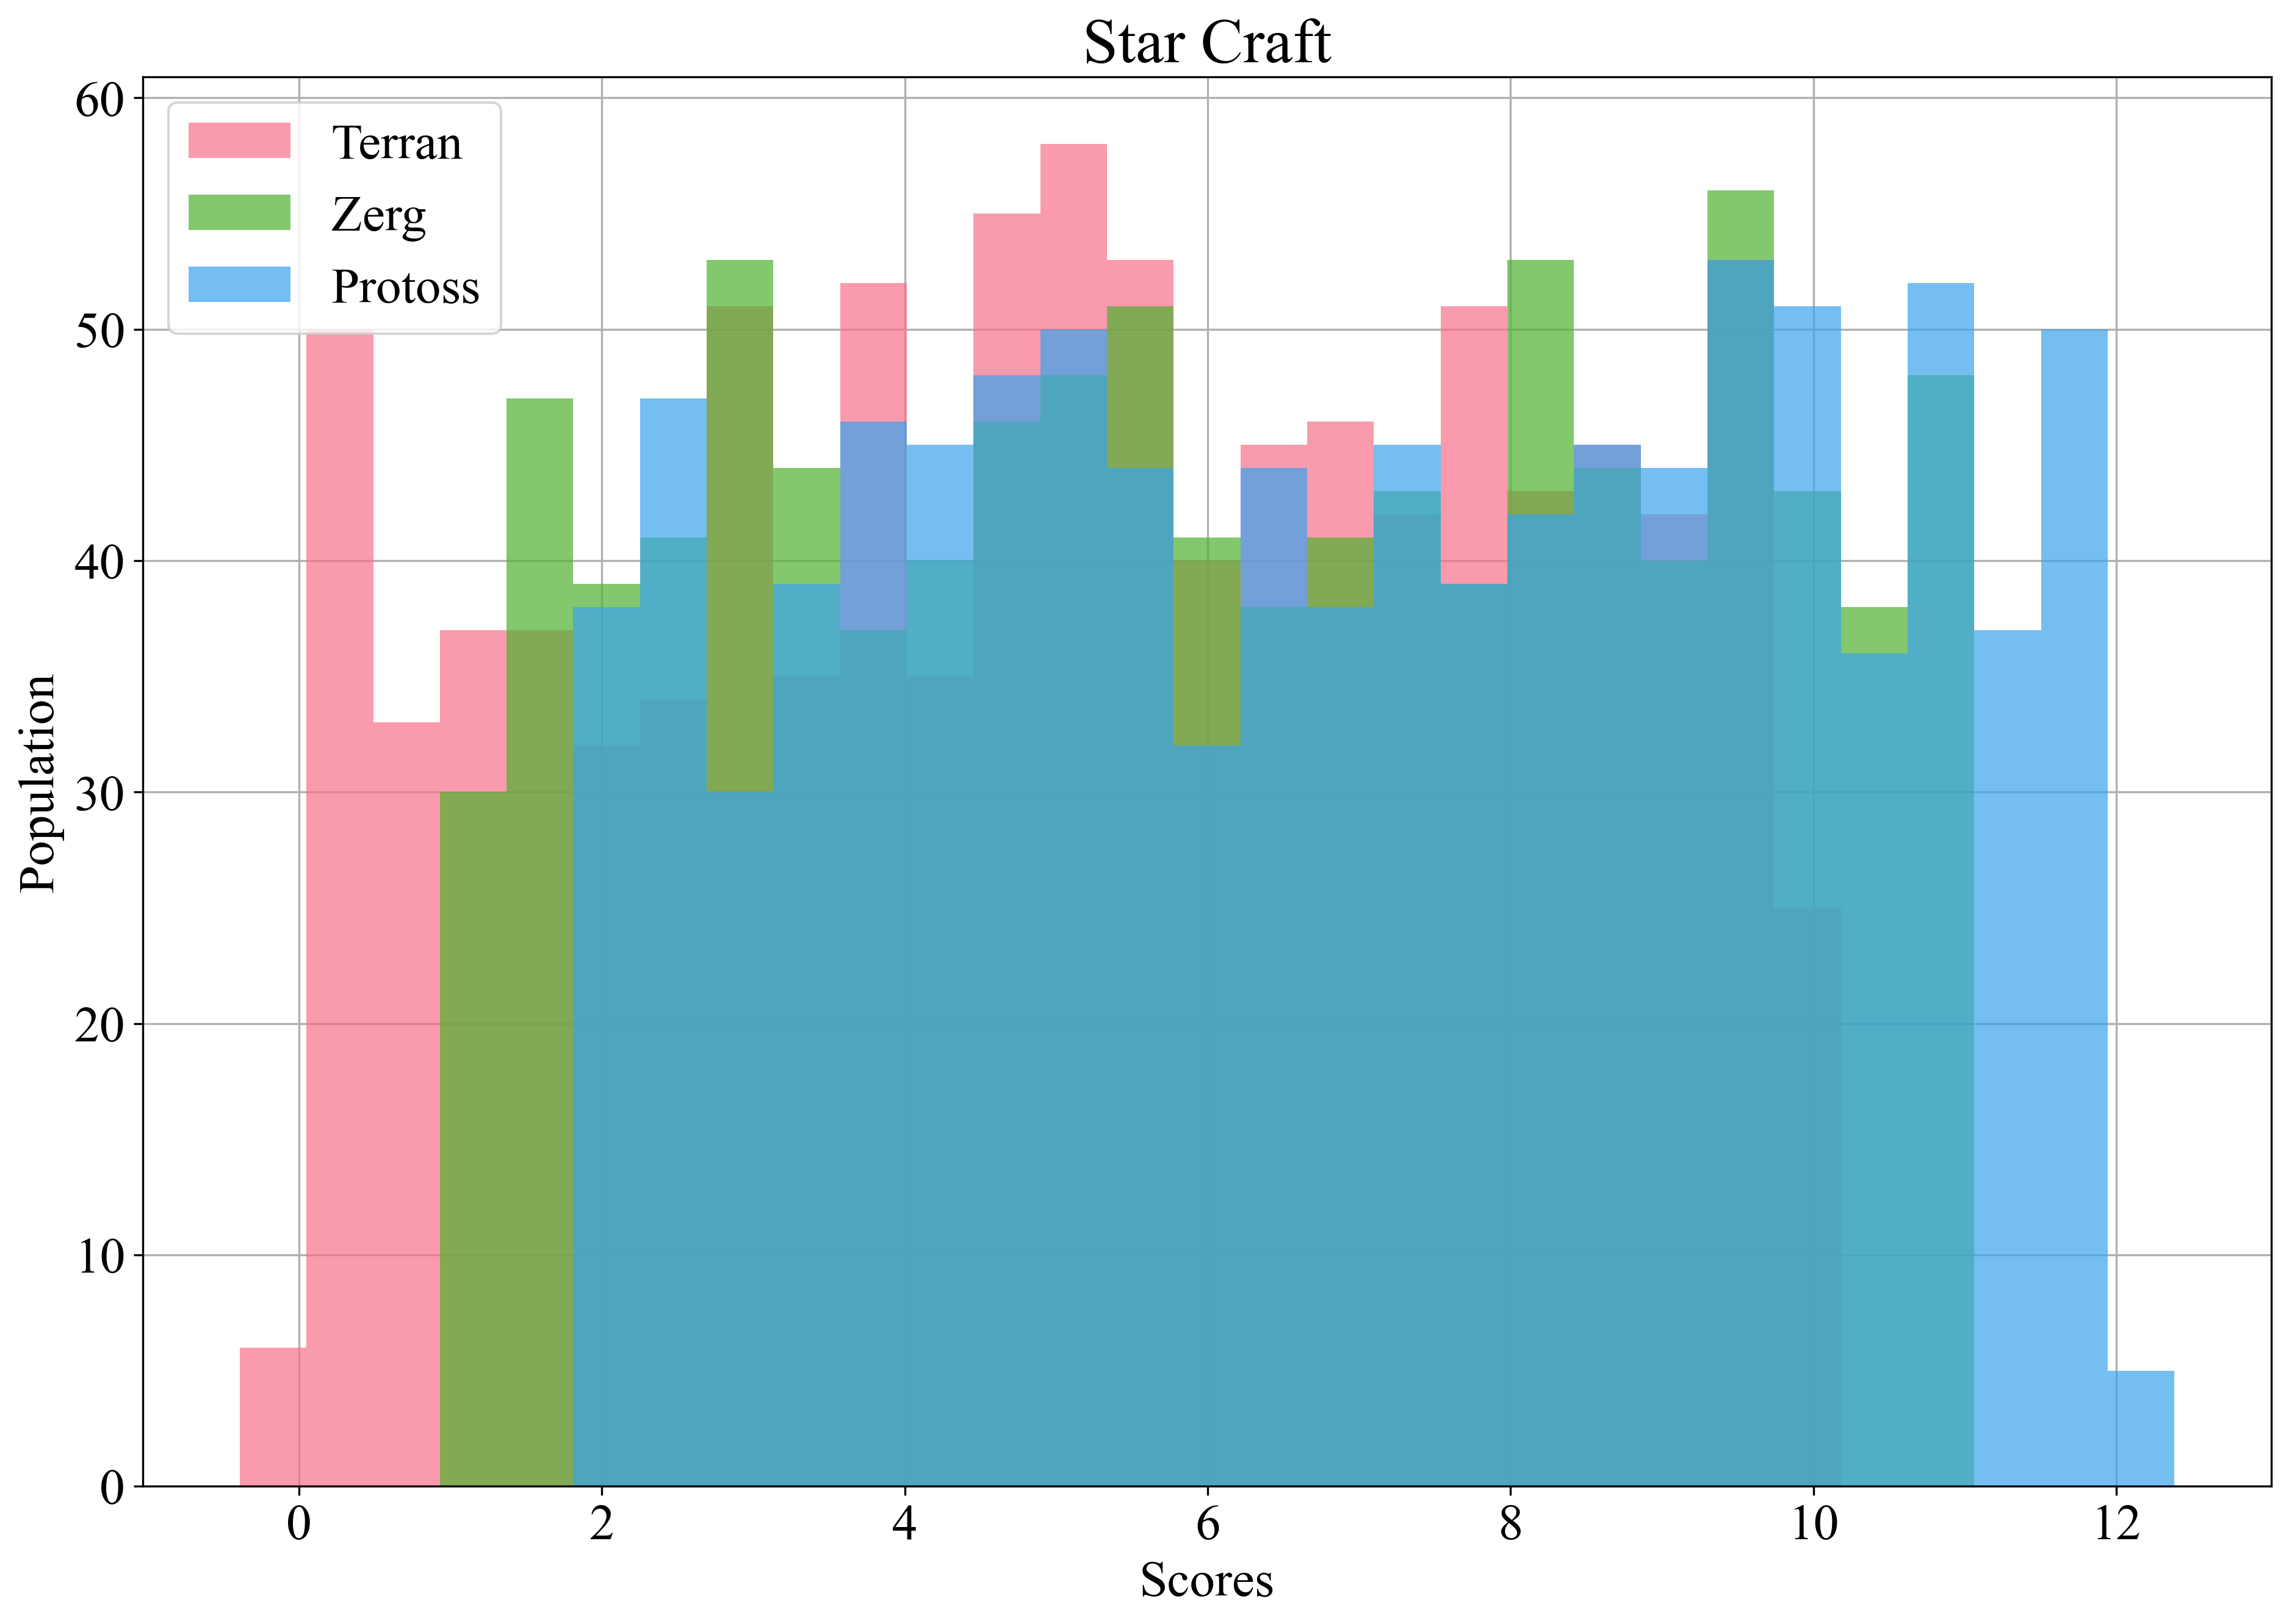 Star Craft
Terran
Zerg
Protoss
Population
60
50
40
30
20
10
0
0 2 4 6 8 10 12
Scores